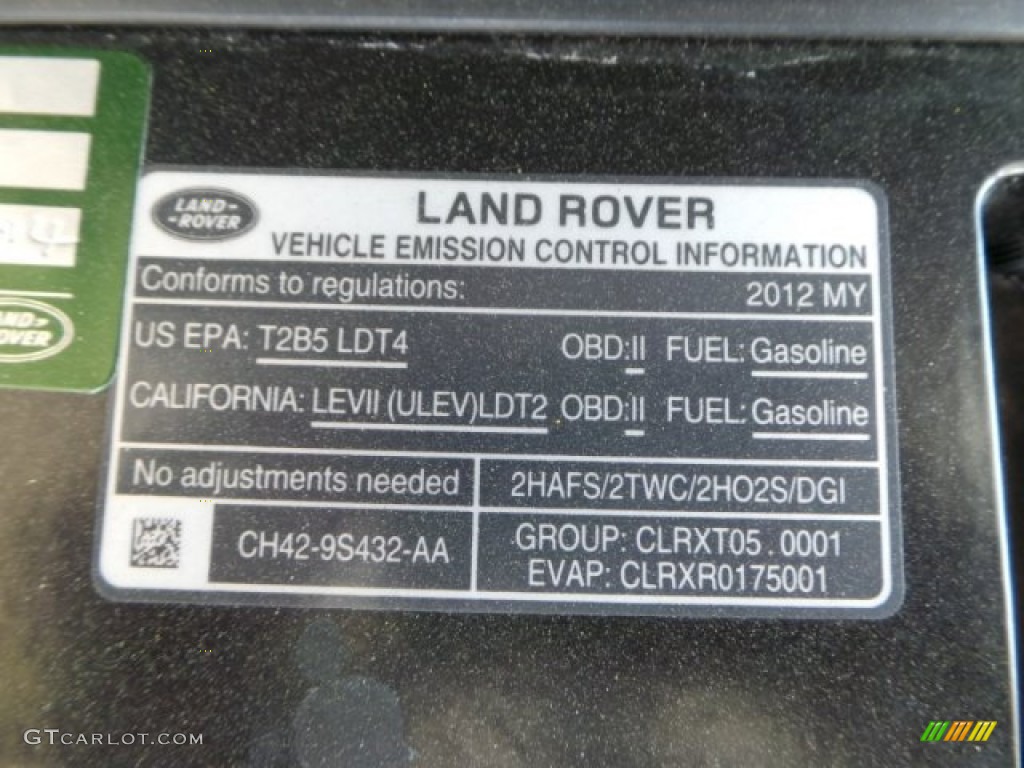 LAND-
-ROVER
LAND ROVER
VEHICLE EMISSION CONTROL INFORMATION
Conforms to regulations: 2012 MY
US EPA: T2B5 LDT4 OBD:II FUEL: Gasoline
CALIFORNIA: LEVII (ULEV)LDT2 OBD:II FUEL: Gasoline
No adjustments needed 2HAFS/2TWC/2HO2S/DGI
CH42-9S432-AA
GROUP: CLRXT05.0001
EVAP: CLRXR0175001
OVER
GTCARLOT.COM